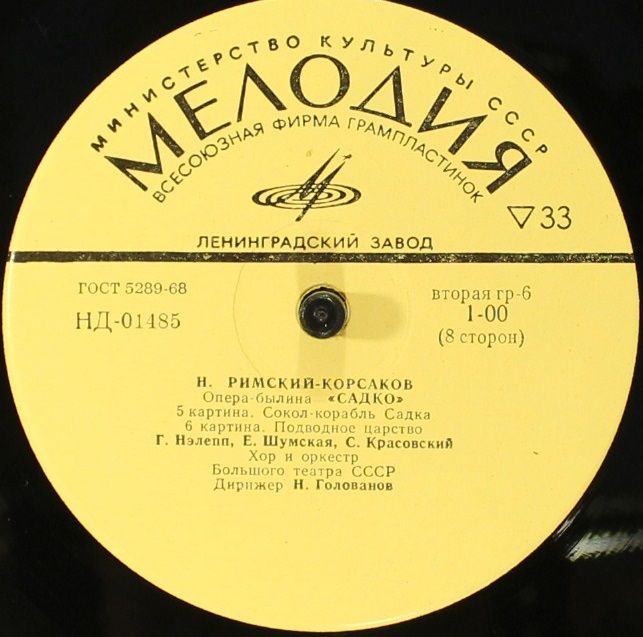 МИНИСТЕРСТВО КУЛЬТУРЫ СССР
МЕЛОДИЯ
ВСЕСОЮЗНАЯ ФИРМА ГРАМПЛАСТИНОК
▽33
ЛЕНИНГРАДСКИЙ ЗАВОД
ГОСТ 5289-68
НД-01485
вторая гр-6
1-00
(8 сторон)
Н. РИМСКИЙ-КОРСАКОВ
Опера-былина «САДКО»
5 картина. Сокол-корабль Садка
6 картина. Подводное царство
Г. Нэлепп, Е. Шумская, С. Красовский
Хор и оркестр
Большого театра СССР
Дирижер Н. Голованов